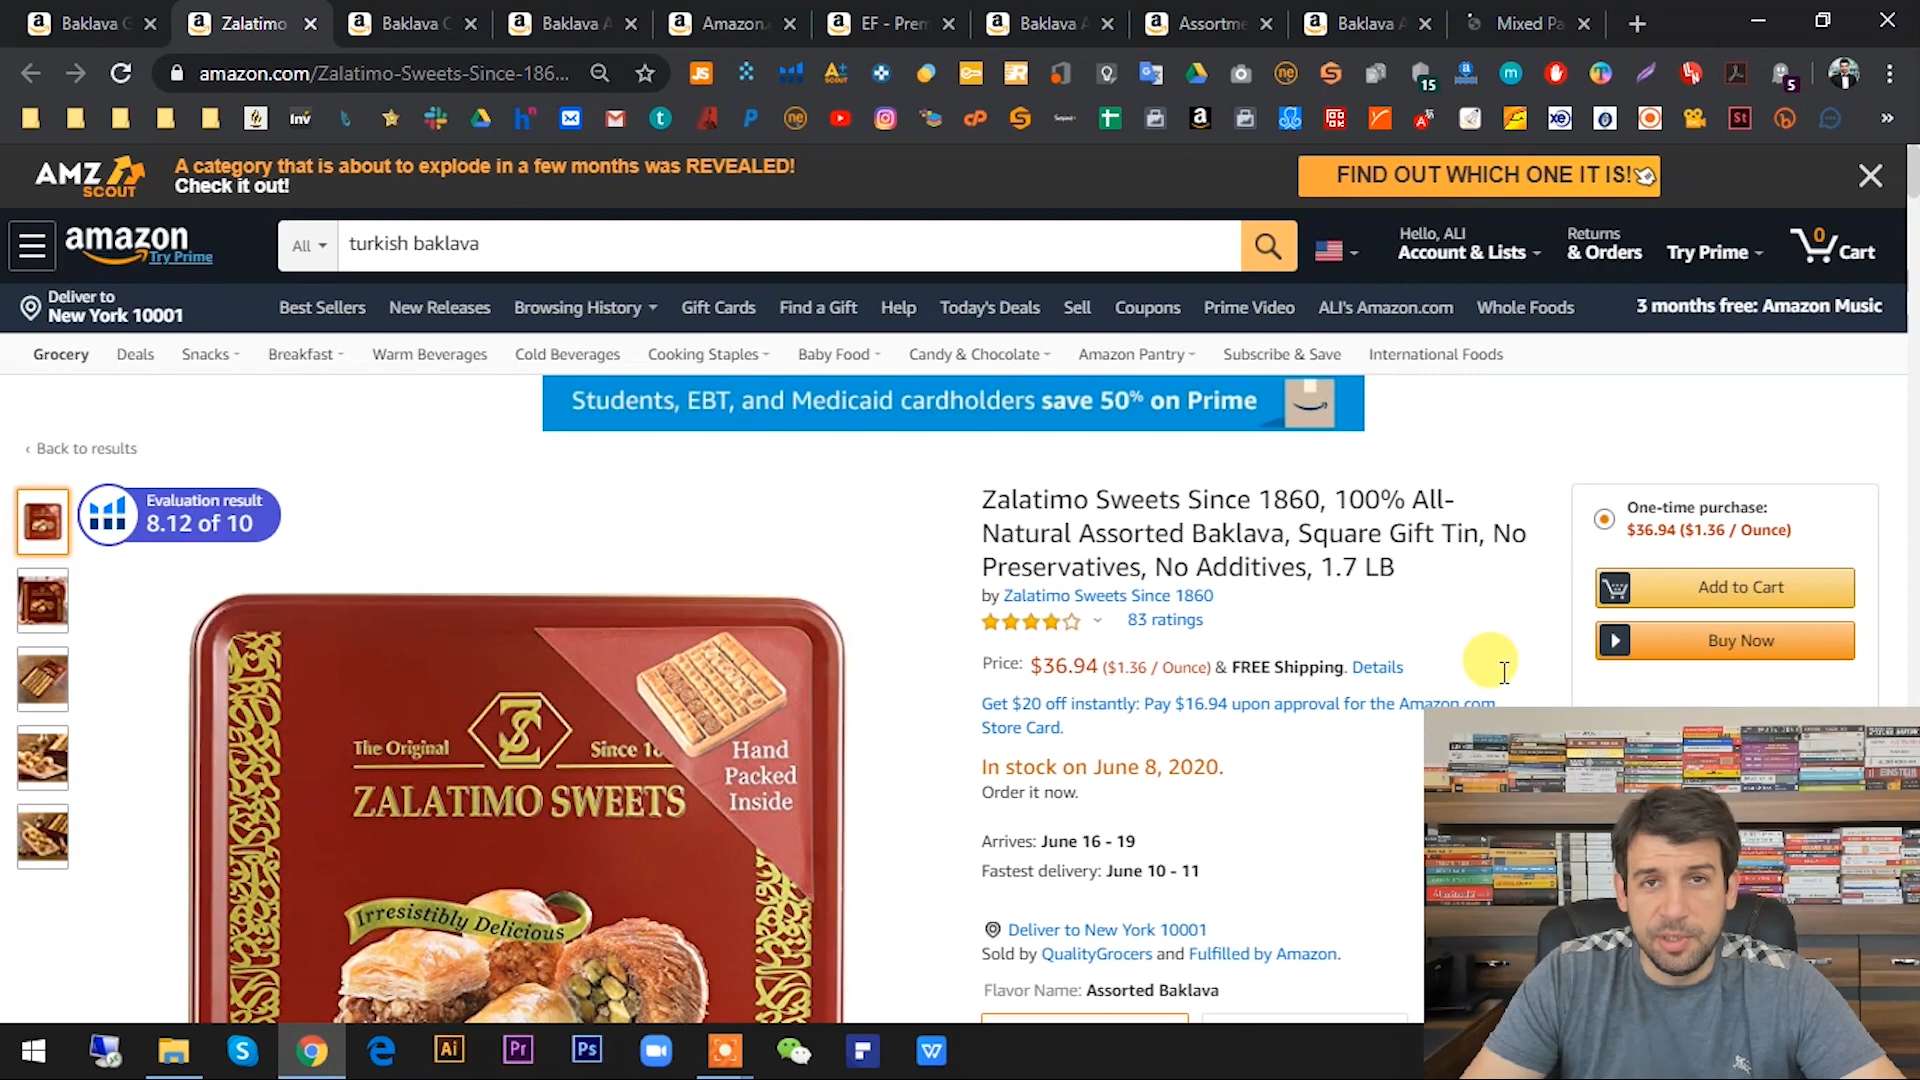 Baklava G
Zalatimo
Baklava C
Baklava A
Amazon.
EF - Prem
Baklava A
Assortme
Baklava A
Mixed Pa
amazon.com/Zalatimo-Sweets-Since-186...
15
5
AMZ SCOUT
A category that is about to explode in a few months was REVEALED!
Check it out!
FIND OUT WHICH ONE IT IS!
amazon
Try Prime
All
turkish baklava
Hello, ALI
Account & Lists
Returns
& Orders
Try Prime
0
Cart
Deliver to
New York 10001
Best Sellers New Releases Browsing History Gift Cards Find a Gift Help Today's Deals Sell Coupons Prime Video ALI's Amazon.com Whole Foods
3 months free: Amazon Music
Grocery Deals Snacks Breakfast Warm Beverages Cold Beverages Cooking Staples Baby Food Candy & Chocolate Amazon Pantry Subscribe & Save International Foods
Students, EBT, and Medicaid cardholders save 50% on Prime
‹ Back to results
Evaluation result
8.12 of 10
The Original
Since 18
ZALATIMO SWEETS
Hand
Packed
Inside
Irresistibly Delicious
Zalatimo Sweets Since 1860, 100% All-
Natural Assorted Baklava, Square Gift Tin, No
Preservatives, No Additives, 1.7 LB
by Zalatimo Sweets Since 1860
83 ratings
Price: $36.94 ($1.36 / Ounce) & FREE Shipping. Details
Get $20 off instantly: Pay $16.94 upon approval for the Amazon.com
Store Card.
In stock on June 8, 2020.
Order it now.
Arrives: June 16 - 19
Fastest delivery: June 10 - 11
Deliver to New York 10001
Sold by QualityGrocers and Fulfilled by Amazon.
Flavor Name: Assorted Baklava
One-time purchase:
$36.94 ($1.36 / Ounce)
Add to Cart
Buy Now